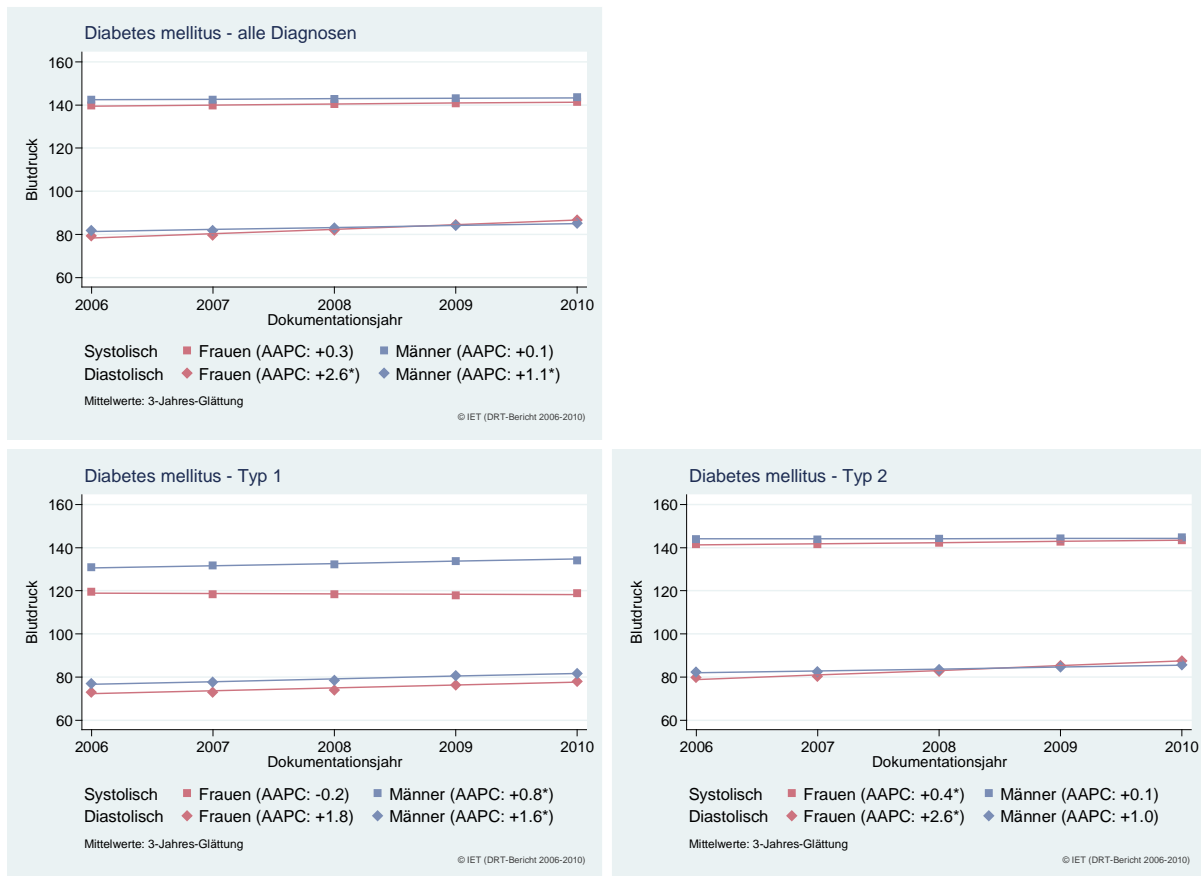 Diabetes mellitus - alle Diagnosen
160
140
120
100
80
60
Blutdruck
2006 2007 2008 2009 2010
Dokumentationsjahr
Systolisch Frauen (AAPC: +0.3) Männer (AAPC: +0.1)
Diastolisch Frauen (AAPC: +2.6*) Männer (AAPC: +1.1*)
Mittelwerte: 3-Jahres-Glättung
© IET (DRT-Bericht 2006-2010)
Diabetes mellitus - Typ 1
160
140
120
100
80
60
Blutdruck
2006 2007 2008 2009 2010
Dokumentationsjahr
Systolisch Frauen (AAPC: -0.2) Männer (AAPC: +0.8*)
Diastolisch Frauen (AAPC: +1.8) Männer (AAPC: +1.6*)
Mittelwerte: 3-Jahres-Glättung
© IET (DRT-Bericht 2006-2010)
Diabetes mellitus - Typ 2
160
140
120
100
80
60
Blutdruck
2006 2007 2008 2009 2010
Dokumentationsjahr
Systolisch Frauen (AAPC: +0.4*) Männer (AAPC: +0.1)
Diastolisch Frauen (AAPC: +2.6*) Männer (AAPC: +1.0)
Mittelwerte: 3-Jahres-Glättung
© IET (DRT-Bericht 2006-2010)